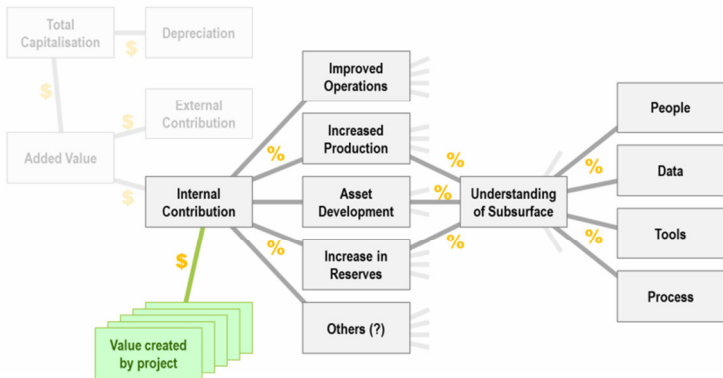 Total
Capitalisation
$
Depreciation
$
External
Contribution
Added Value
$
$
Internal
Contribution
$
Value created
by project
Improved
Operations
%
Increased
Production
Asset
Development
%
Increase in
Reserves
Others (?)
%
%
%
Understanding
of Subsurface
People
%
Data
Tools
%
Process